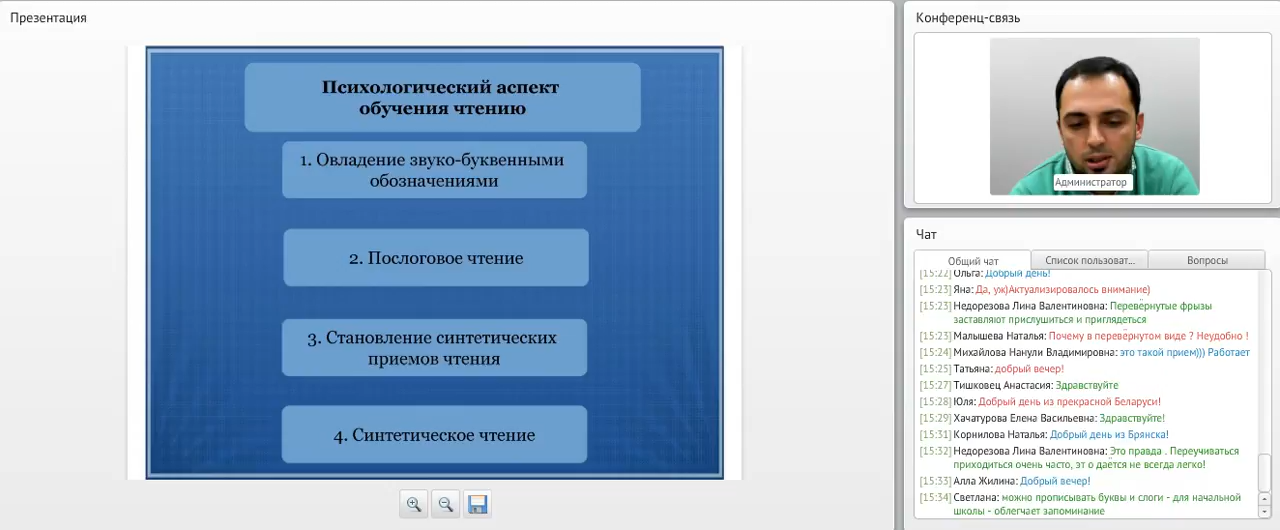 Презентация
Психологический аспект
обучения чтению
1. Овладение звуко-буквенными
обозначениями
2. Послоговое чтение
3. Становление синтетических
приемов чтения
4. Синтетическое чтение
Конференц-связь
Администратор
Чат
Общий чат
Список пользоват...
Вопросы
[15:22] Ольга: Добрый день!
[15:23] Яна: Да, уж)Актуализировалось внимание)
[15:23] Недорезова Лина Валентиновна: Перевёрнутые фрызы
заставляют прислушиться и приглядеться
[15:23] Малышева Наталья: Почему в перевёрнутом виде ? Неудобно !
[15:24] Михайлова Нанули Владимировна: это такой прием))) Работает
[15:25] Татьяна: добрый вечер!
[15:27] Тишковец Анастасия: Здравствуйте
[15:28] Юля: Добрый день из прекрасной Беларуси!
[15:29] Хачатурова Елена Васильевна: Здравствуйте!
[15:31] Корнилова Наталья: Добрый день из Брянска!
[15:32] Недорезова Лина Валентиновна: Это правда . Переучиваться
приходиться очень часто, эт о даётся не всегда легко!
[15:33] Алла Жилина: Добрый вечер!
[15:34] Светлана: можно прописывать буквы и слоги - для начальной
школы - облегчает запоминание